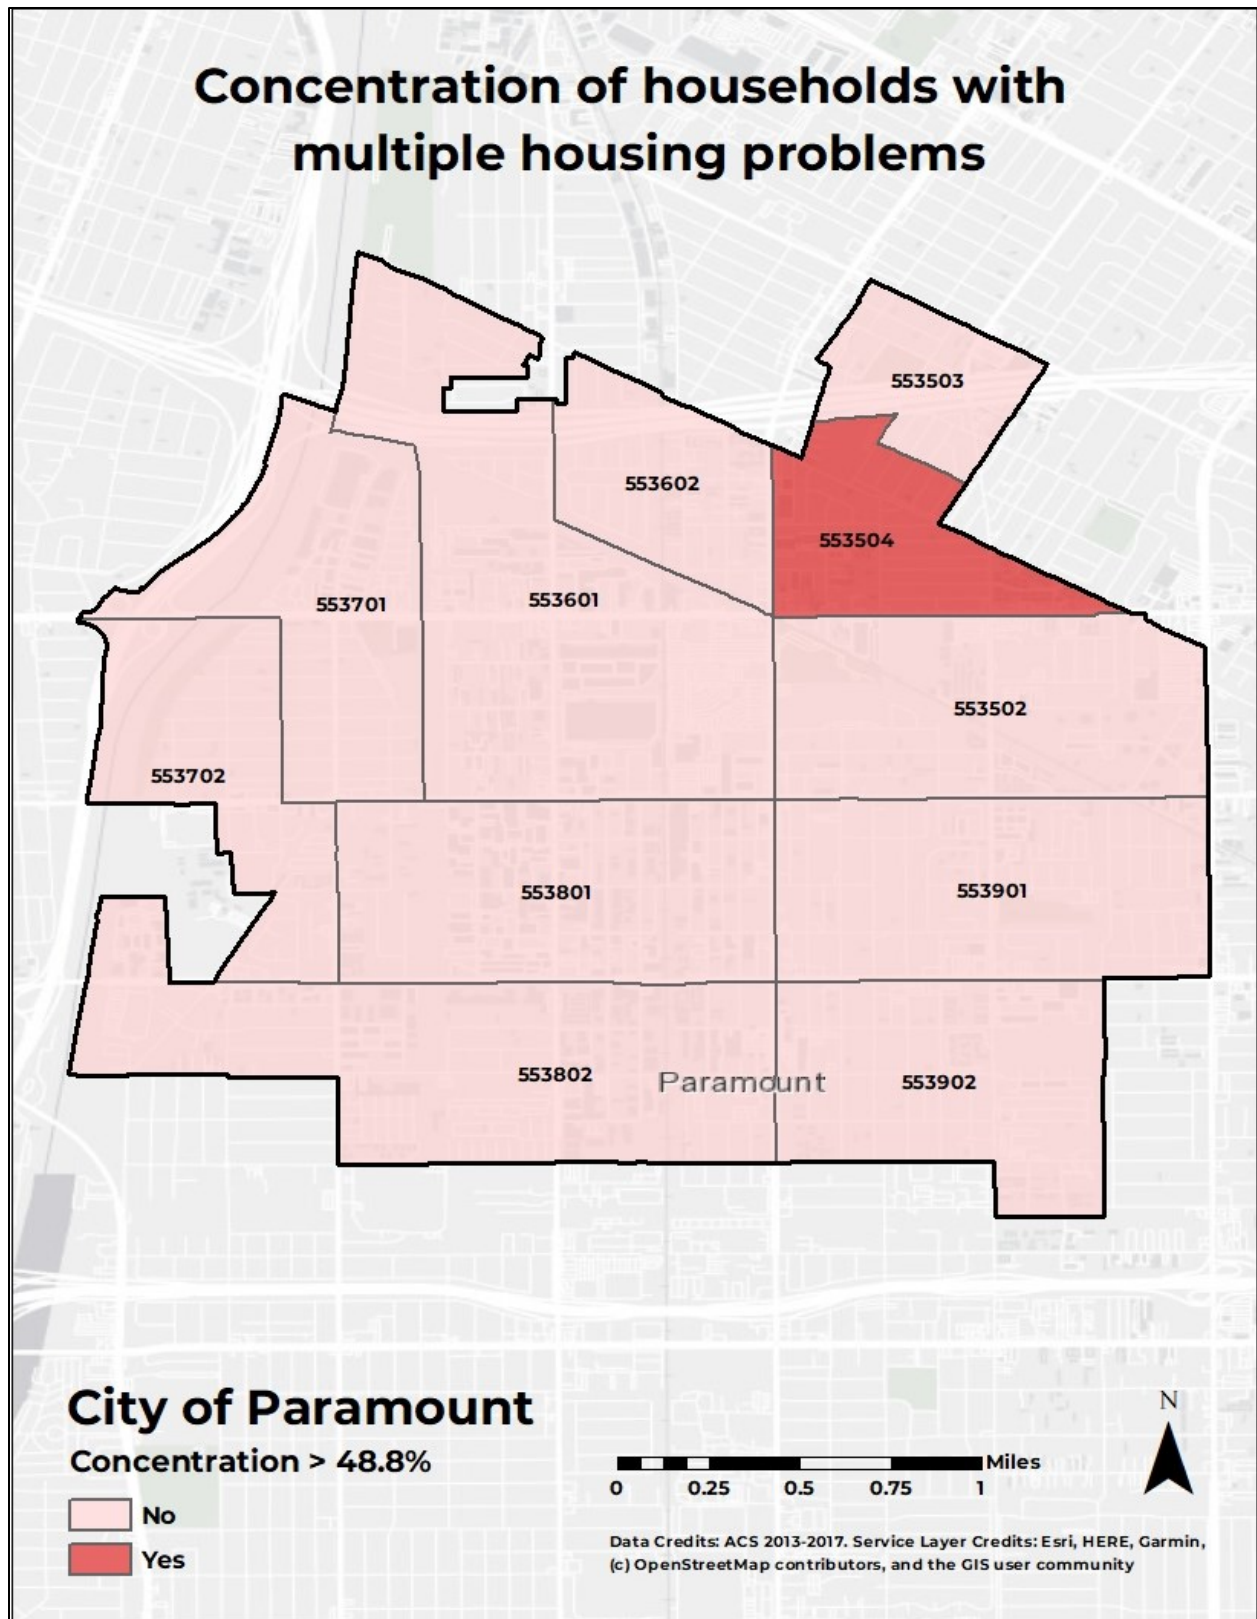 Concentration of households with
multiple housing problems
553503
553602
553504
553701
553601
553502
553702
553801
553901
553802
Paramount
553902
City of Paramount
Concentration > 48.8%
No
Yes
0 0.25 0.5 0.75 1 Miles
N
Data Credits: ACS 2013-2017. Service Layer Credits: Esri, HERE, Garmin,
(c) OpenStreetMap contributors, and the GIS user community